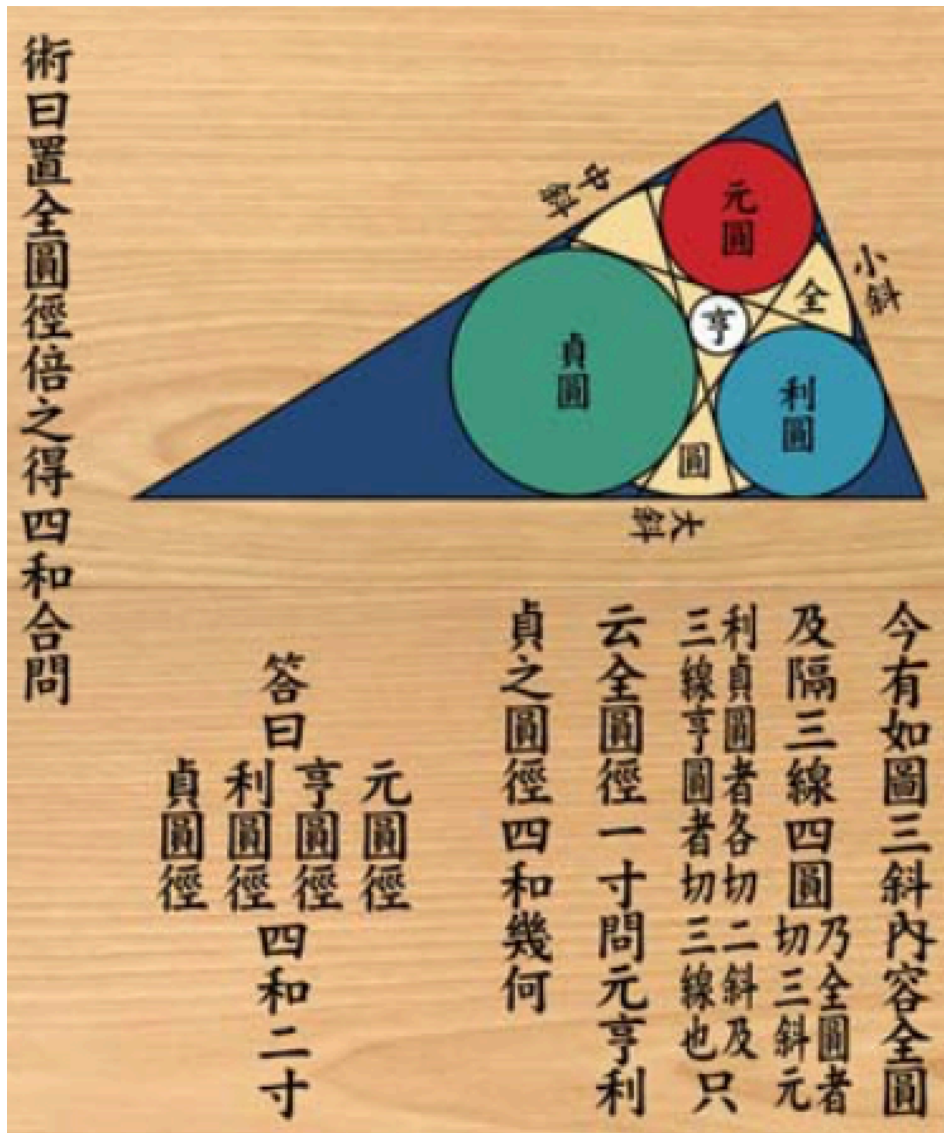 中斜
小斜
大斜
元圓
全
亨
利圓
貞圓
圓
今有如圖三斜內容全圓
及隔三線四圓
乃全圓者
切三斜元
利貞圓者各切二斜及
三線亨圓者切三線也
只
云全圓徑一寸問元亨利
貞之圓徑四和幾何
答曰
元圓徑
亨圓徑
利圓徑
貞圓徑
四和二寸
術曰置全圓徑倍之得四和合問